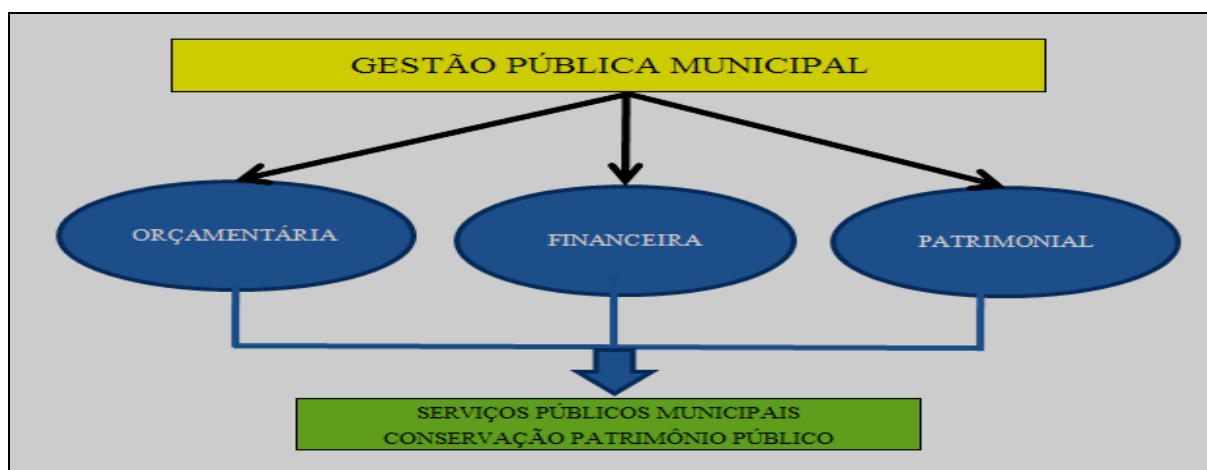 GESTÃO PÚBLICA MUNICIPAL
ORÇAMENTÁRIA
FINANCEIRA
PATRIMONIAL
SERVIÇOS PÚBLICOS MUNICIPAIS
CONSERVAÇÃO PATRIMÔNIO PÚBLICO